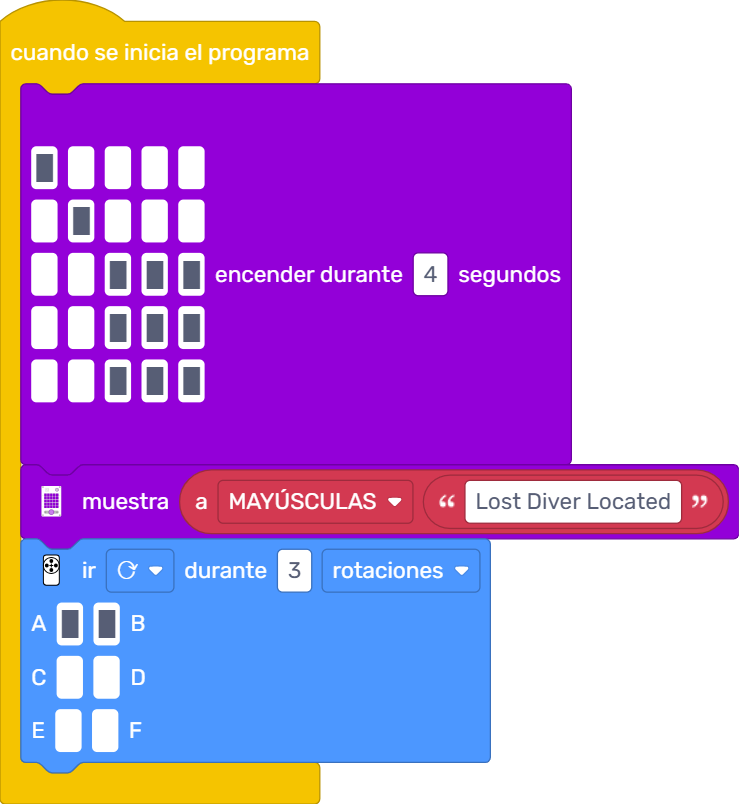 cuando se inicia el programa
encender durante 4 segundos
muestra a MAYÚSCULAS “ Lost Diver Located ”
ir durante 3 rotaciones
A B
C D
E F